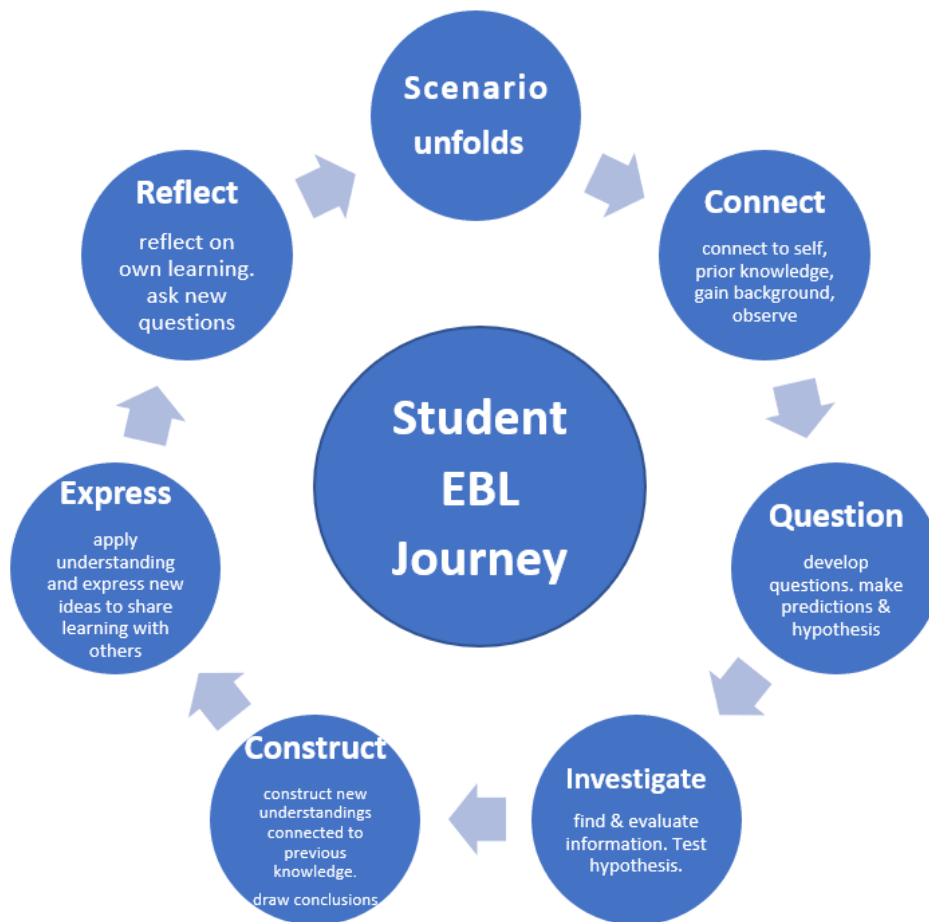 Scenario
unfolds
Connect
connect to self,
prior knowledge,
gain background,
observe
Question
develop
questions. make
predictions &
hypothesis
Investigate
find & evaluate
information. Test
hypothesis.
Construct
construct new
understandings
connected to
previous
knowledge.
draw conclusions
Express
apply
understanding
and express new
ideas to share
learning with
others
Reflect
reflect on
own learning.
ask new
questions
Student
EBL
Journey